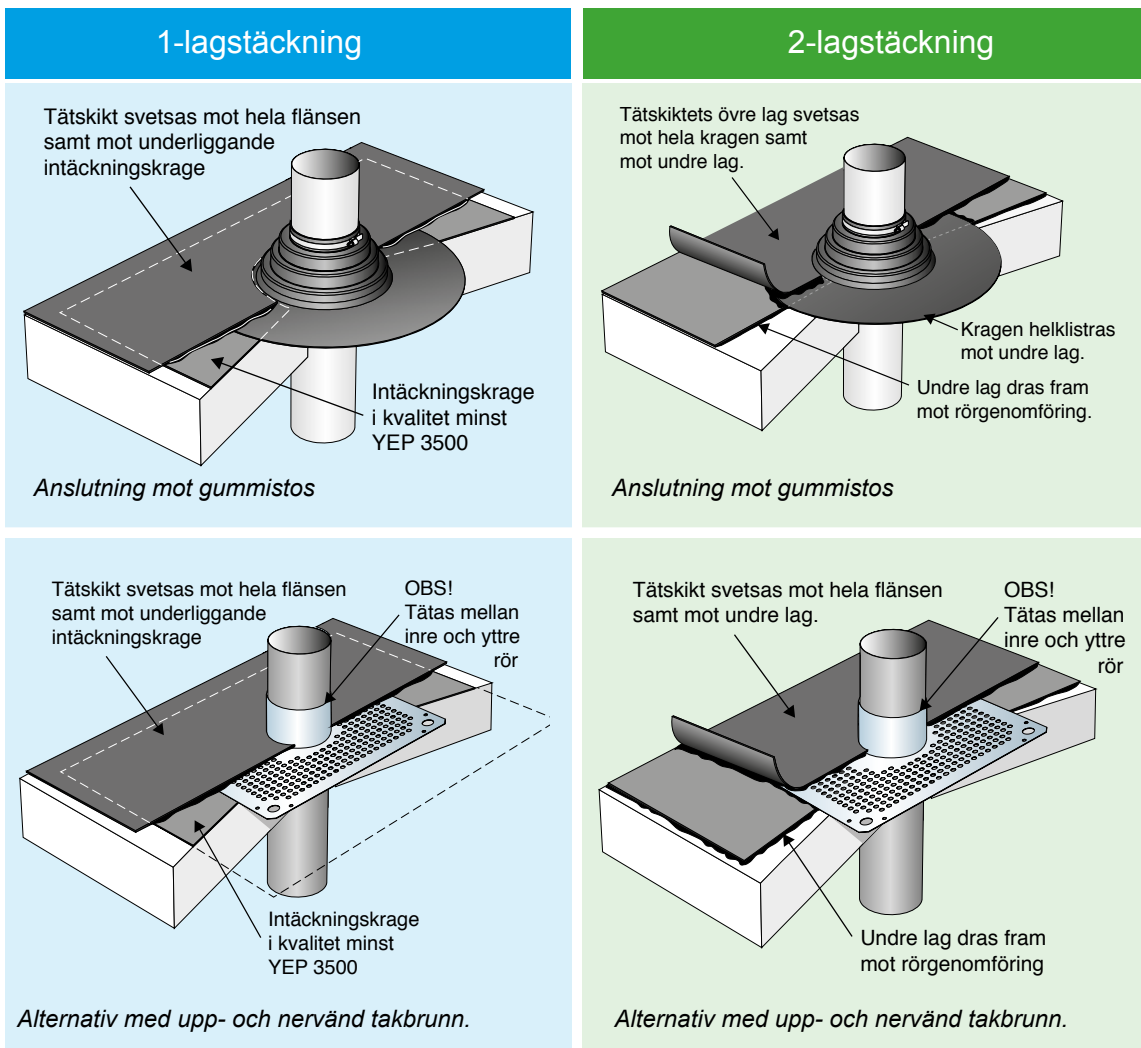 1-lagstäckning
2-lagstäckning
Tätskikt svetsas mot hela flänsen
samt mot underliggande
intäckningskrage
Intäckningskrage
i kvalitet minst
YEP 3500
Anslutning mot gummistos
Tätskiktets övre lag svetsas
mot hela kragen samt
mot undre lag.
Kragen helklistras
mot undre lag.
Undre lag dras fram
mot rörgenomföring.
Anslutning mot gummistos
Tätskikt svetsas mot hela flänsen
samt mot underliggande
intäckningskrage
OBS!
Tätas mellan
inre och yttre
rör
Intäckningskrage
i kvalitet minst
YEP 3500
Alternativ med upp- och nervänd takbrunn.
Tätskikt svetsas mot hela flänsen
samt mot undre lag.
OBS!
Tätas mellan
inre och yttre
rör
Undre lag dras fram
mot rörgenomföring
Alternativ med upp- och nervänd takbrunn.